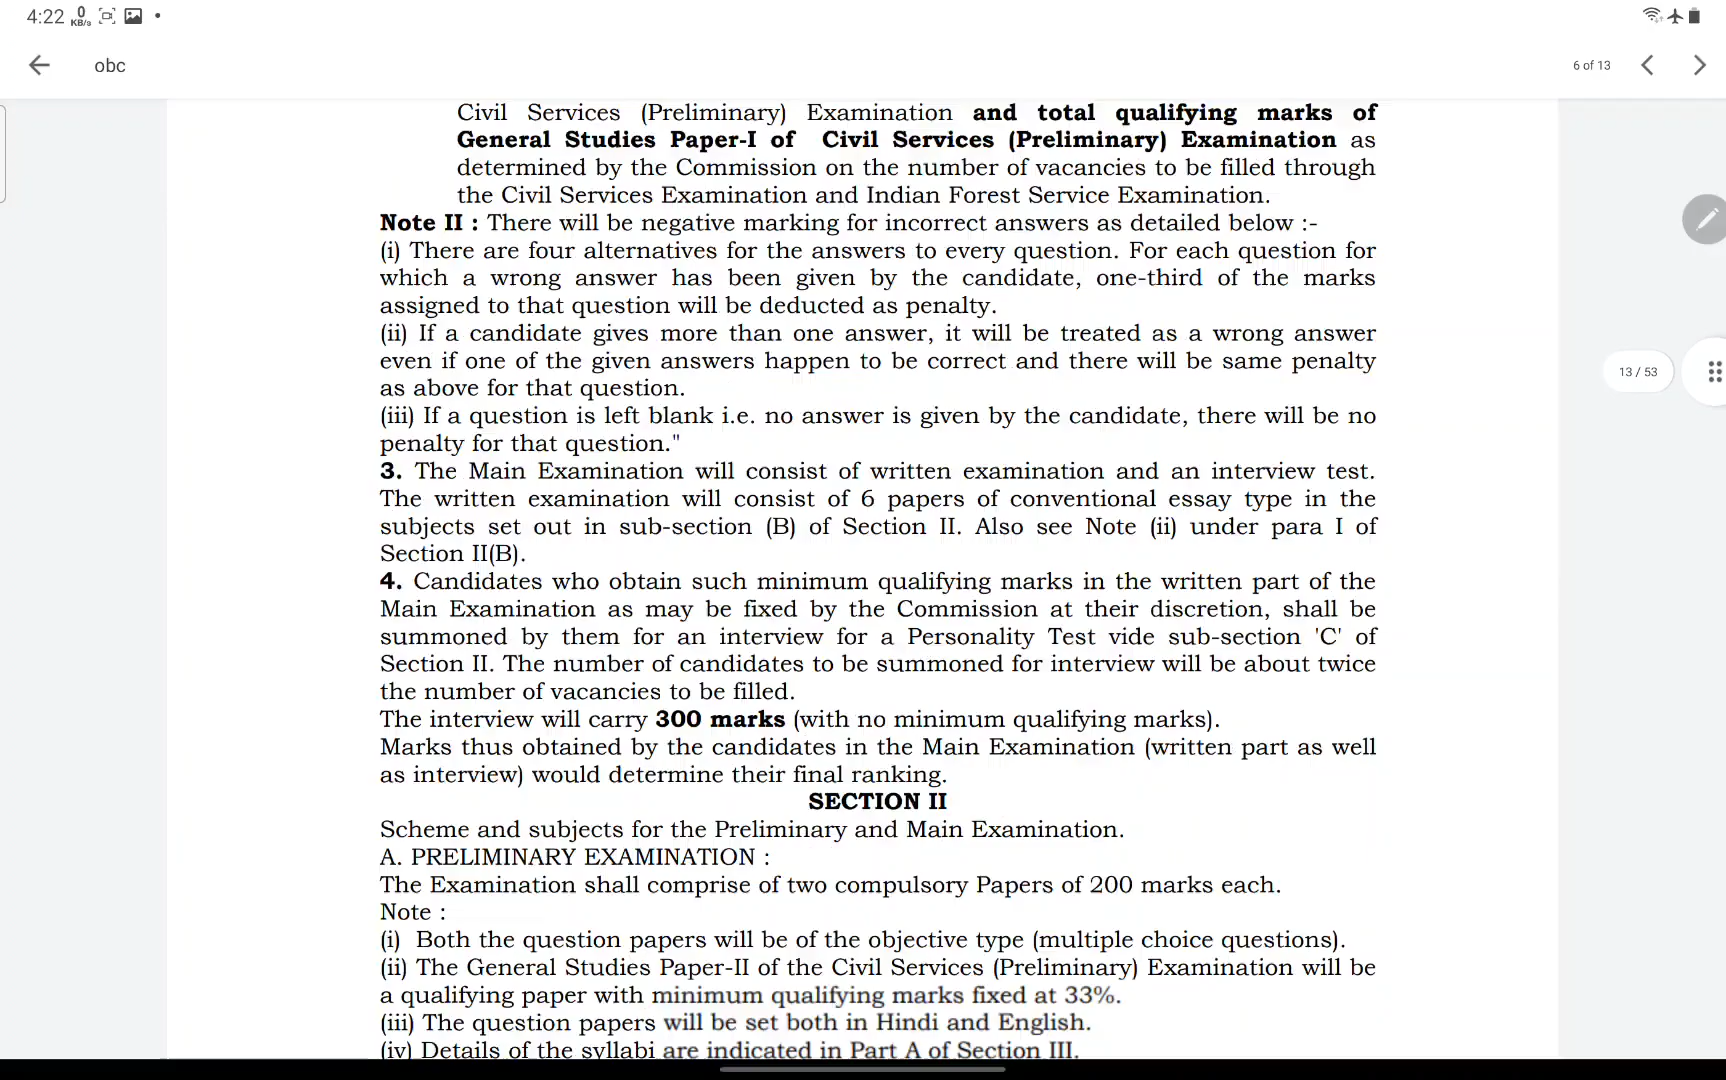 4:22 0 KB/s
obc
6 of 13
Civil Services (Preliminary) Examination and total qualifying marks of
General Studies Paper-I of Civil Services (Preliminary) Examination as
determined by the Commission on the number of vacancies to be filled through
the Civil Services Examination and Indian Forest Service Examination.
Note II : There will be negative marking for incorrect answers as detailed below :-
(i) There are four alternatives for the answers to every question. For each question for
which a wrong answer has been given by the candidate, one-third of the marks
assigned to that question will be deducted as penalty.
(ii) If a candidate gives more than one answer, it will be treated as a wrong answer
even if one of the given answers happen to be correct and there will be same penalty
as above for that question.
13 / 53
(iii) If a question is left blank i.e. no answer is given by the candidate, there will be no
penalty for that question."
3. The Main Examination will consist of written examination and an interview test.
The written examination will consist of 6 papers of conventional essay type in the
subjects set out in sub-section (B) of Section II. Also see Note (ii) under para I of
Section II(B).
4. Candidates who obtain such minimum qualifying marks in the written part of the
Main Examination as may be fixed by the Commission at their discretion, shall be
summoned by them for an interview for a Personality Test vide sub-section 'C' of
Section II. The number of candidates to be summoned for interview will be about twice
the number of vacancies to be filled.
The interview will carry 300 marks (with no minimum qualifying marks).
Marks thus obtained by the candidates in the Main Examination (written part as well
as interview) would determine their final ranking.
SECTION II
Scheme and subjects for the Preliminary and Main Examination.
A. PRELIMINARY EXAMINATION :
The Examination shall comprise of two compulsory Papers of 200 marks each.
Note :
(i) Both the question papers will be of the objective type (multiple choice questions).
(ii) The General Studies Paper-II of the Civil Services (Preliminary) Examination will be
a qualifying paper with minimum qualifying marks fixed at 33%.
(iii) The question papers will be set both in Hindi and English.
(iv) Details of the syllabi are indicated in Part A of Section III.